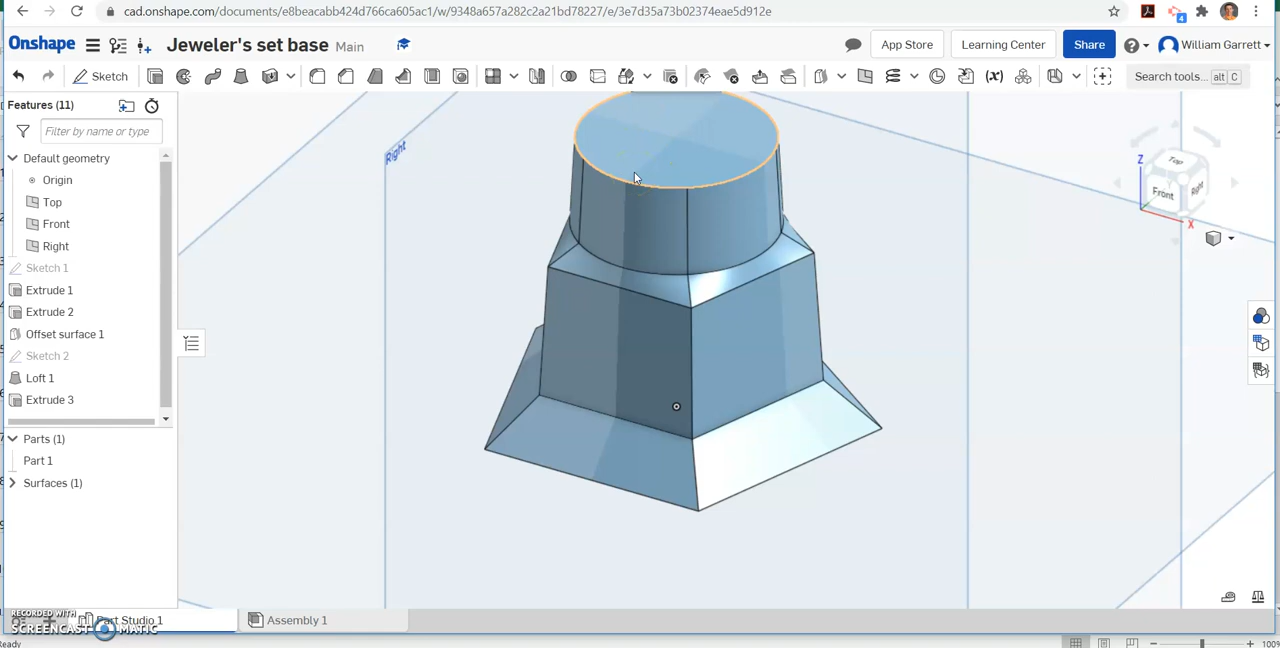 cad.onshape.com/documents/e8beacabb424d766ca605ac1/w/9348a657a282c2a21bd78227/e/3e7d35a73b02374eae5d912e
4
Onshape
Jeweler's set base
Main
App Store
Learning Center
Share
William Garrett
Sketch
(x)
Search tools...
alt
C
Features (11)
Filter by name or type
Default geometry
Origin
Top
Front
Right
Sketch 1
Extrude 1
Extrude 2
Offset surface 1
Sketch 2
Loft 1
Extrude 3
Parts (1)
Part 1
Surfaces (1)
Right
Z
Top
Front
Right
X
RECORDED WITH
SCREENCAST MATIC
Part Studio 1
Assembly 1
Ready
100%